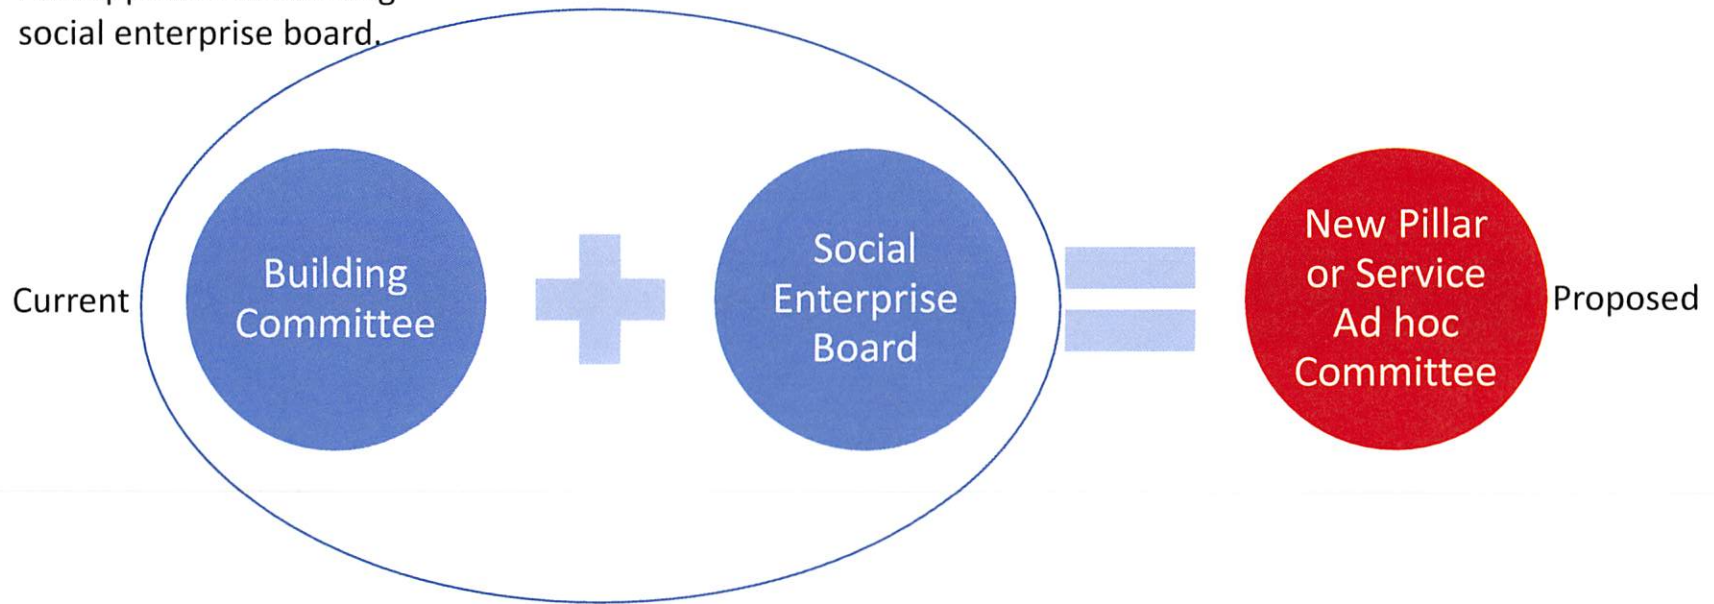 social enterprise board.
Current
Building
Committee
Social
Enterprise
Board
New Pillar
or Service
Ad hoc
Committee
Proposed